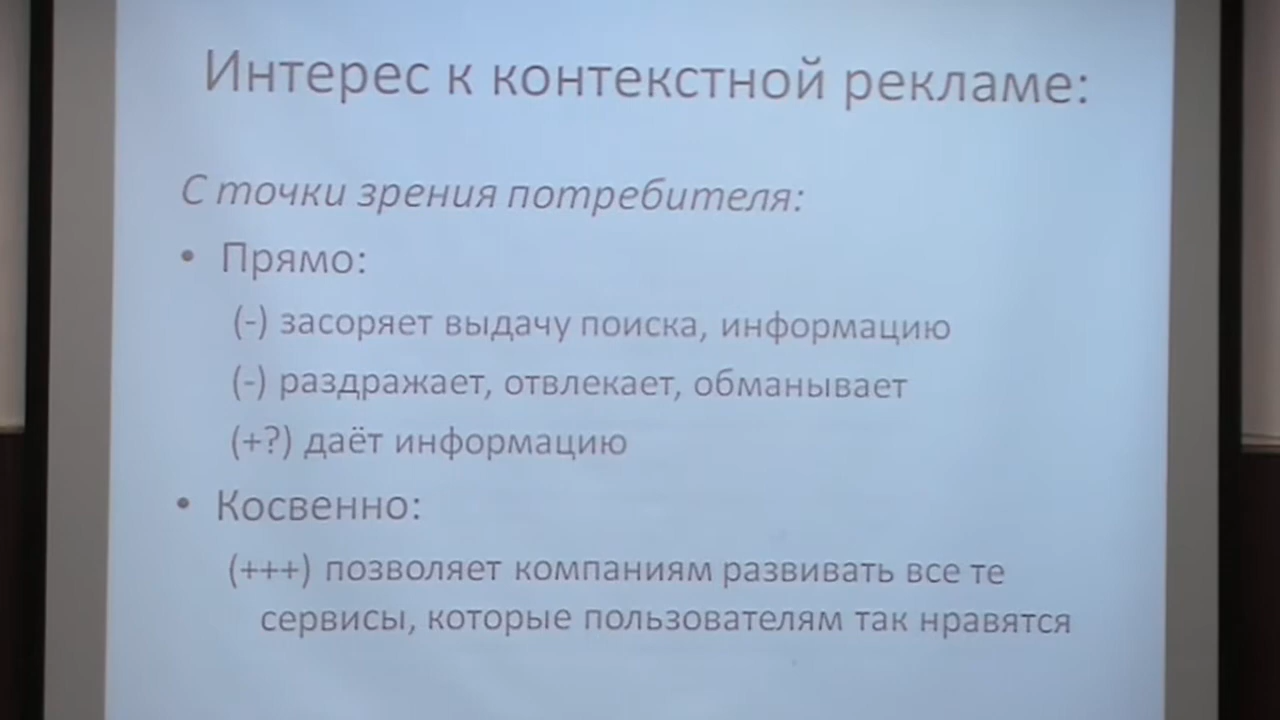 Интерес к контекстной рекламе:
С точки зрения потребителя:
• Прямо:
(-) засоряет выдачу поиска, информацию
(-) раздражает, отвлекает, обманывает
(+?) даёт информацию
• Косвенно:
(+++) позволяет компаниям развивать все те
сервисы, которые пользователям так нравятся